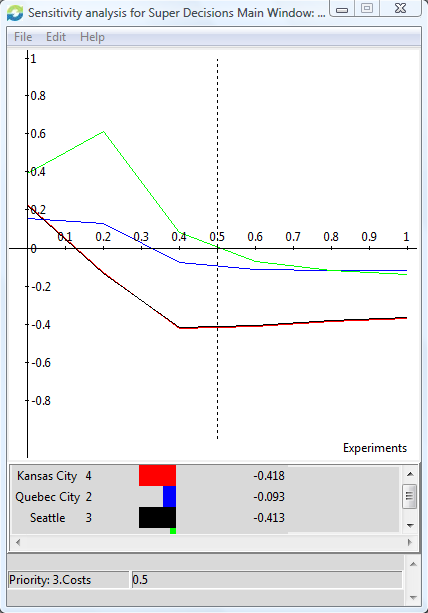 Sensitivity analysis for Super Decisions Main Window: ...
File Edit Help
1
0.8
0.6
0.4
0.2
0.1 0.2 0.3 0.4 0.5 0.6 0.7 0.8 0.9 1
0
-0.2
-0.4
-0.6
-0.8
Experiments
Kansas City 4 -0.418
Quebec City 2 -0.093
Seattle 3 -0.413
Priority: 3.Costs 0.5